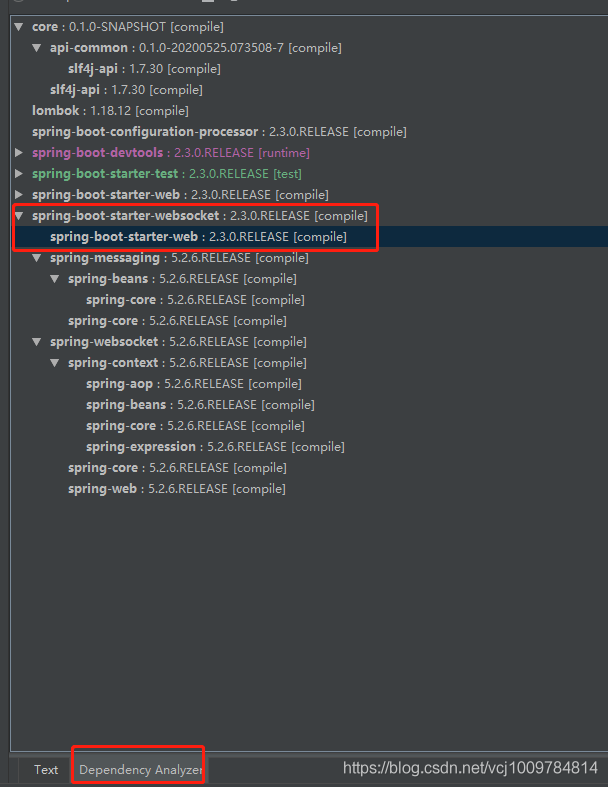 core : 0.1.0-SNAPSHOT [compile]
api-common : 0.1.0-20200525.073508-7 [compile]
slf4j-api : 1.7.30 [compile]
slf4j-api : 1.7.30 [compile]
lombok : 1.18.12 [compile]
spring-boot-configuration-processor : 2.3.0.RELEASE [compile]
spring-boot-devtools : 2.3.0.RELEASE [runtime]
spring-boot-starter-test : 2.3.0.RELEASE [test]
spring-boot-starter-web : 2.3.0.RELEASE [compile]
spring-boot-starter-websocket : 2.3.0.RELEASE [compile]
spring-boot-starter-web : 2.3.0.RELEASE [compile]
spring-messaging : 5.2.6.RELEASE [compile]
spring-beans : 5.2.6.RELEASE [compile]
spring-core : 5.2.6.RELEASE [compile]
spring-core : 5.2.6.RELEASE [compile]
spring-websocket : 5.2.6.RELEASE [compile]
spring-context : 5.2.6.RELEASE [compile]
spring-aop : 5.2.6.RELEASE [compile]
spring-beans : 5.2.6.RELEASE [compile]
spring-core : 5.2.6.RELEASE [compile]
spring-expression : 5.2.6.RELEASE [compile]
spring-core : 5.2.6.RELEASE [compile]
spring-web : 5.2.6.RELEASE [compile]
Text Dependency Analyzer
https://blog.csdn.net/vcj1009784814